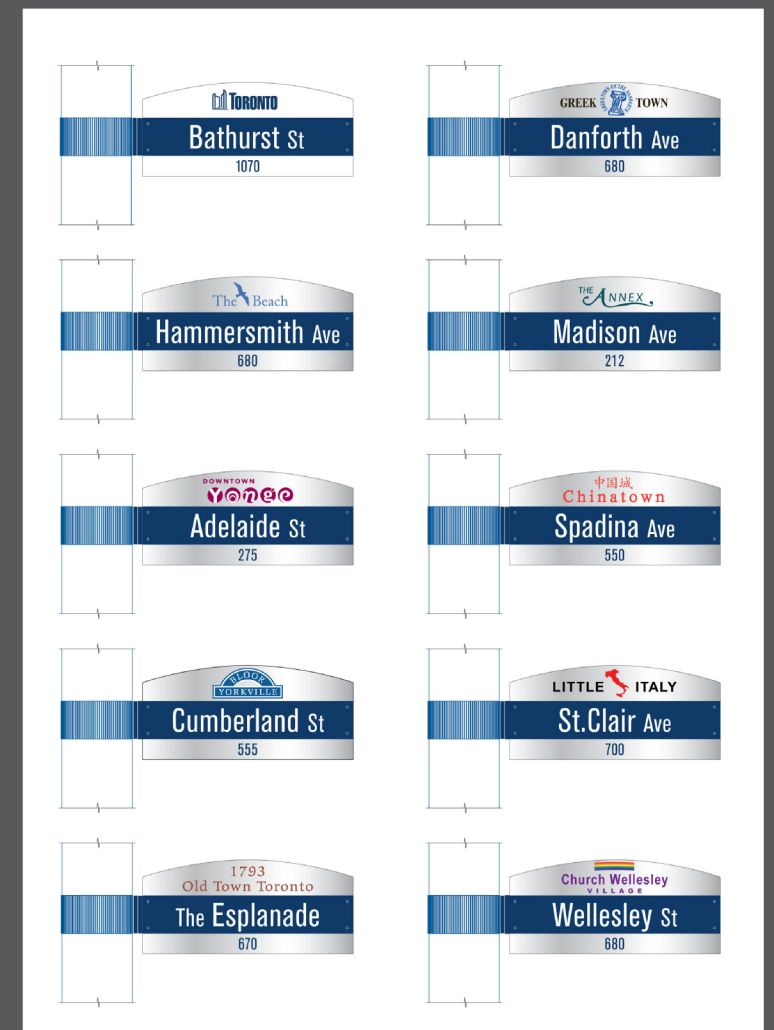 TORONTO
Bathurst St
1070
GREEK TOWN
Danforth Ave
680
The Beach
Hammersmith Ave
680
THE ANNEX
Madison Ave
212
DOWNTOWN
YONGE
Adelaide St
275
中国城
Chinatown
Spadina Ave
550
BLOOR
YORKVILLE
Cumberland St
555
LITTLE ITALY
St.Clair Ave
700
1793
Old Town Toronto
The Esplanade
670
Church Wellesley
VILLAGE
Wellesley St
680